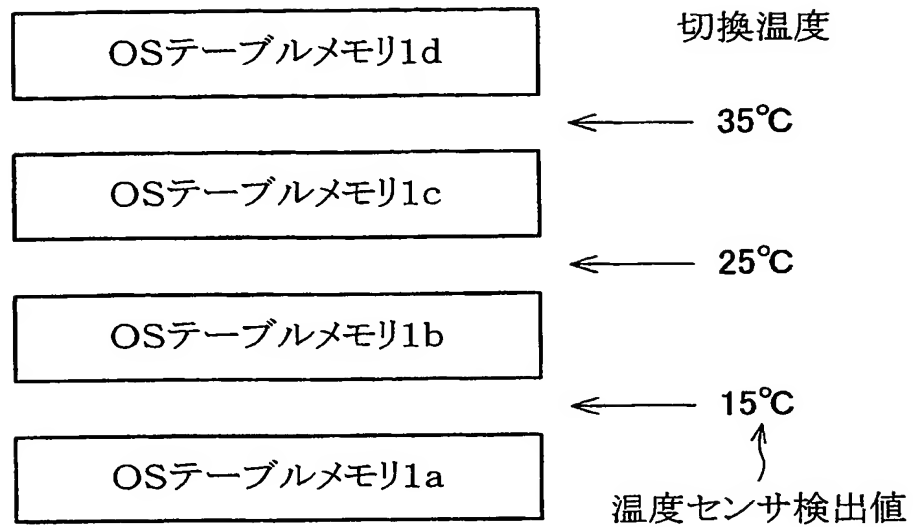 切換温度
OSテーブルメモリ1d
35℃
OSテーブルメモリ1c
25℃
OSテーブルメモリ1b
15℃
OSテーブルメモリ1a
温度センサ検出値